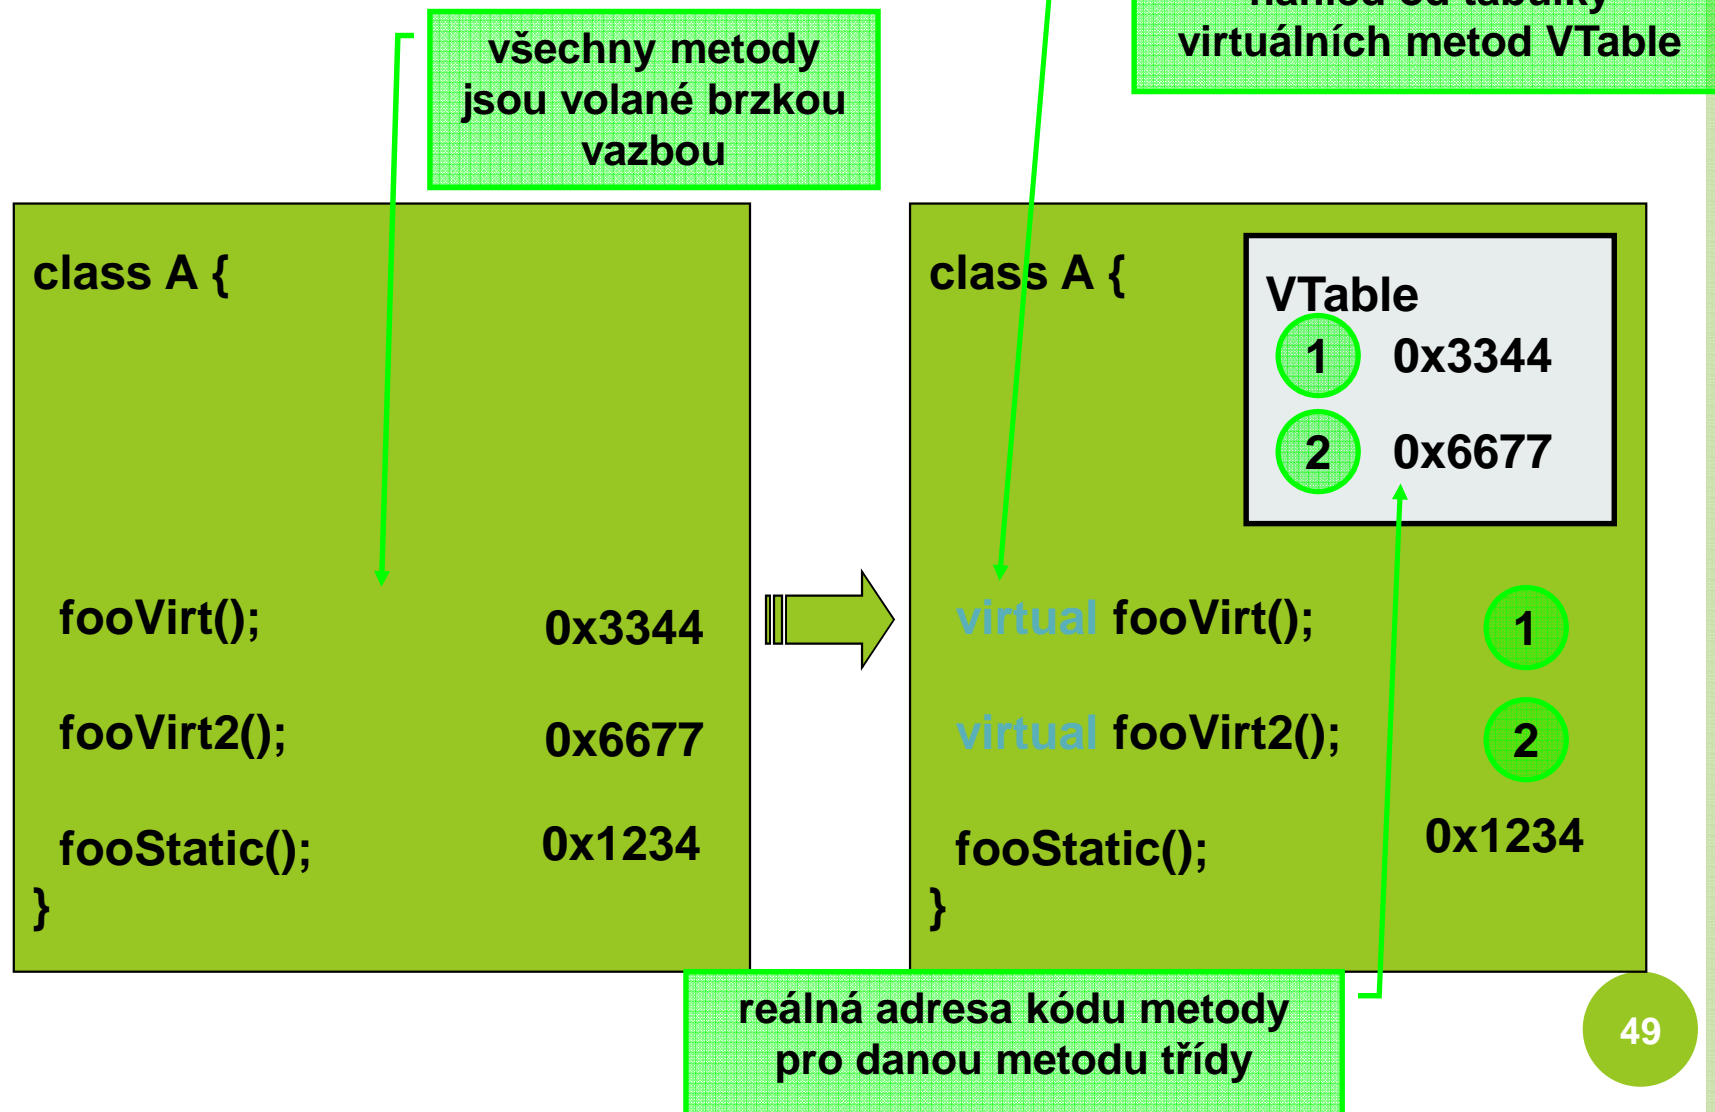 virtuálních metod VTable
všechny metody
jsou volané brzkou
vazbou
class A {
fooVirt(); 0x3344
fooVirt2(); 0x6677
fooStatic(); 0x1234
}
class A {
VTable
1 0x3344
2 0x6677
virtual fooVirt(); 1
virtual fooVirt2(); 2
fooStatic(); 0x1234
}
reálná adresa kódu metody
pro danou metodu třídy
49